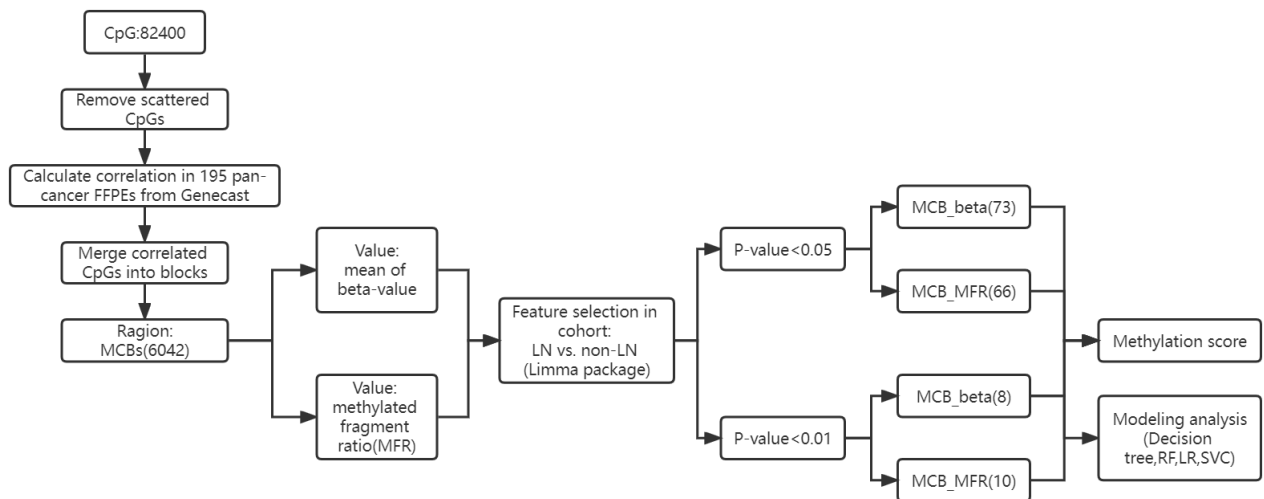 CpG:82400
Remove scattered
CpGs
Calculate correlation in 195 pan-
cancer FFPEs from Genecast
Merge correlated
CpGs into blocks
Ragion:
MCBs(6042)
Value:
mean of
beta-value
Value:
methylated
fragment
ratio(MFR)
Feature selection in
cohort:
LN vs. non-LN
(Limma package)
P-value<0.05
P-value<0.01
MCB_beta(73)
MCB_MFR(66)
MCB_beta(8)
MCB_MFR(10)
Methylation score
Modeling analysis
(Decision
tree,RF,LR,SVC)